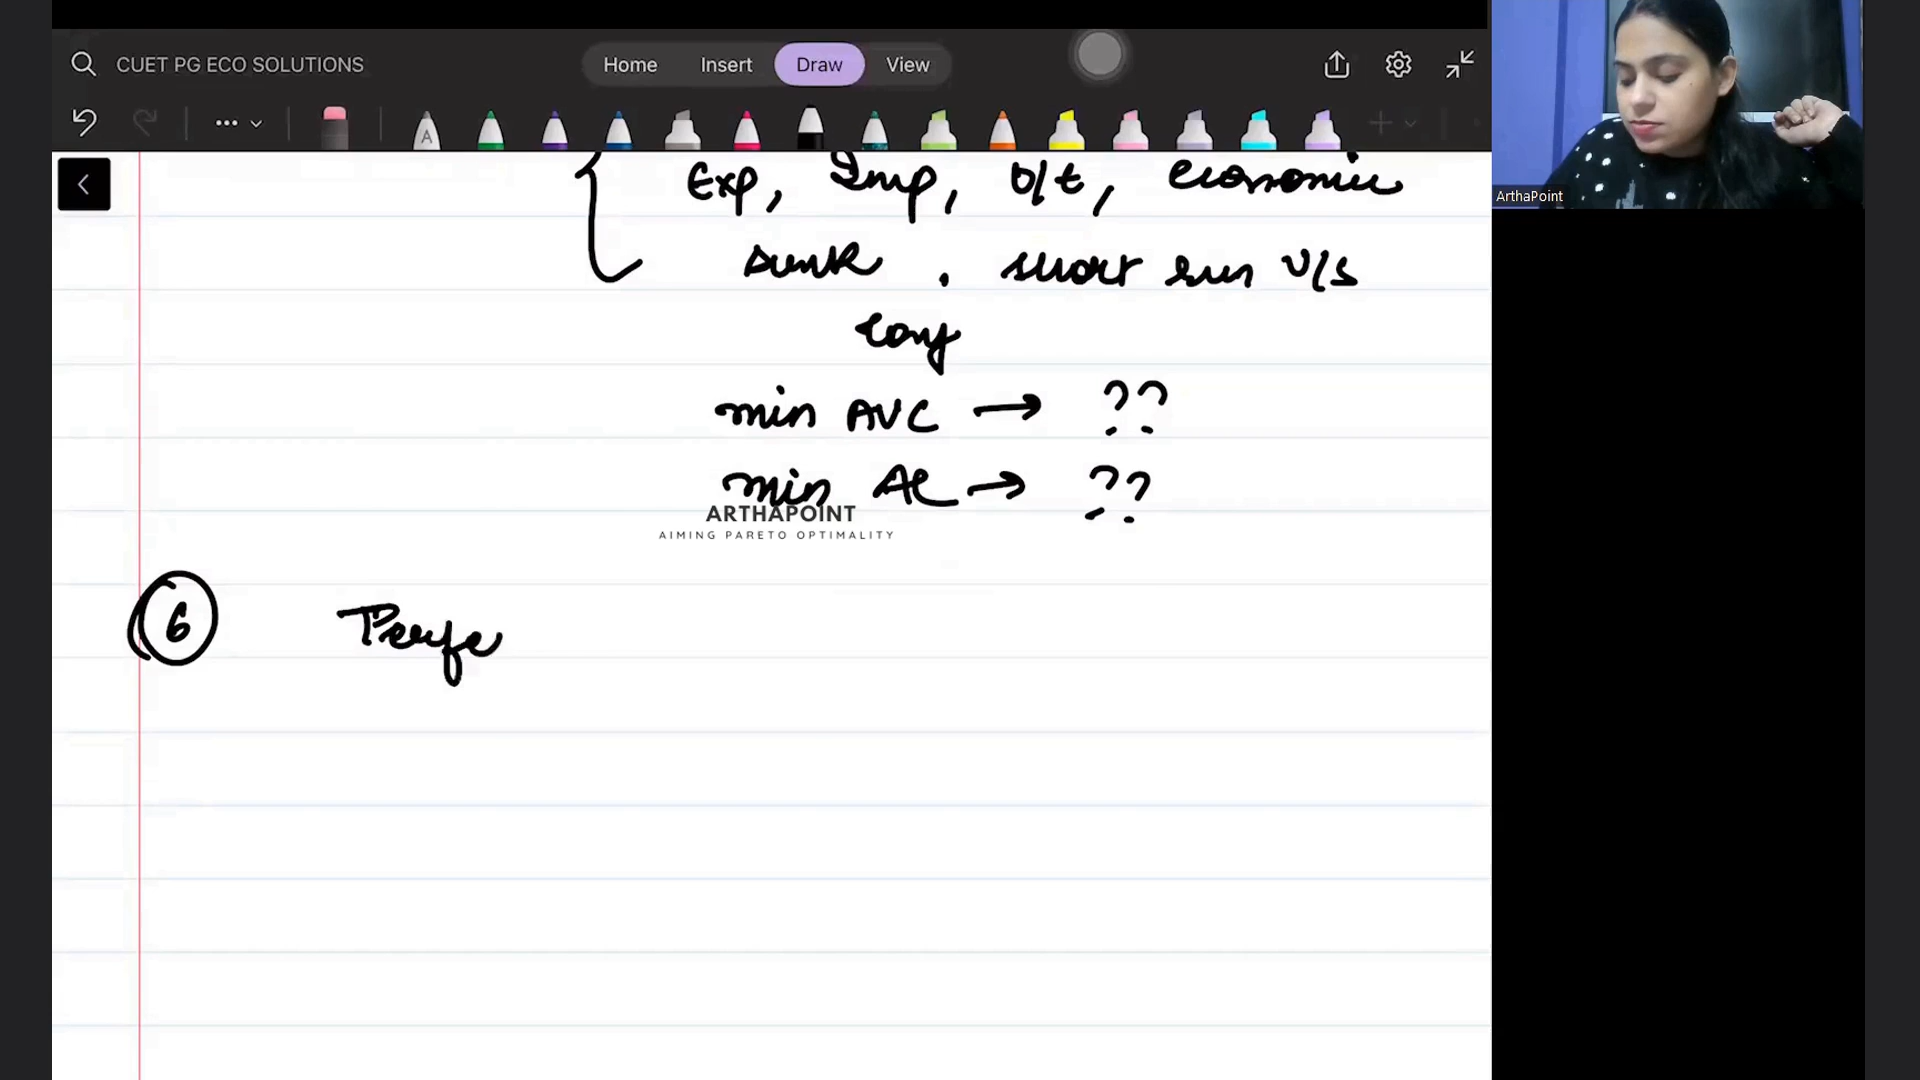 CUET PG ECO SOLUTIONS
Home Insert Draw View
A
ArthaPoint
Exp, Imp, O/t, economic
sunk, short run v/s
long
min AVC → ??
min AC → ??
ARTHAPOINT
AIMING PARETO OPTIMALITY
6 Perfe